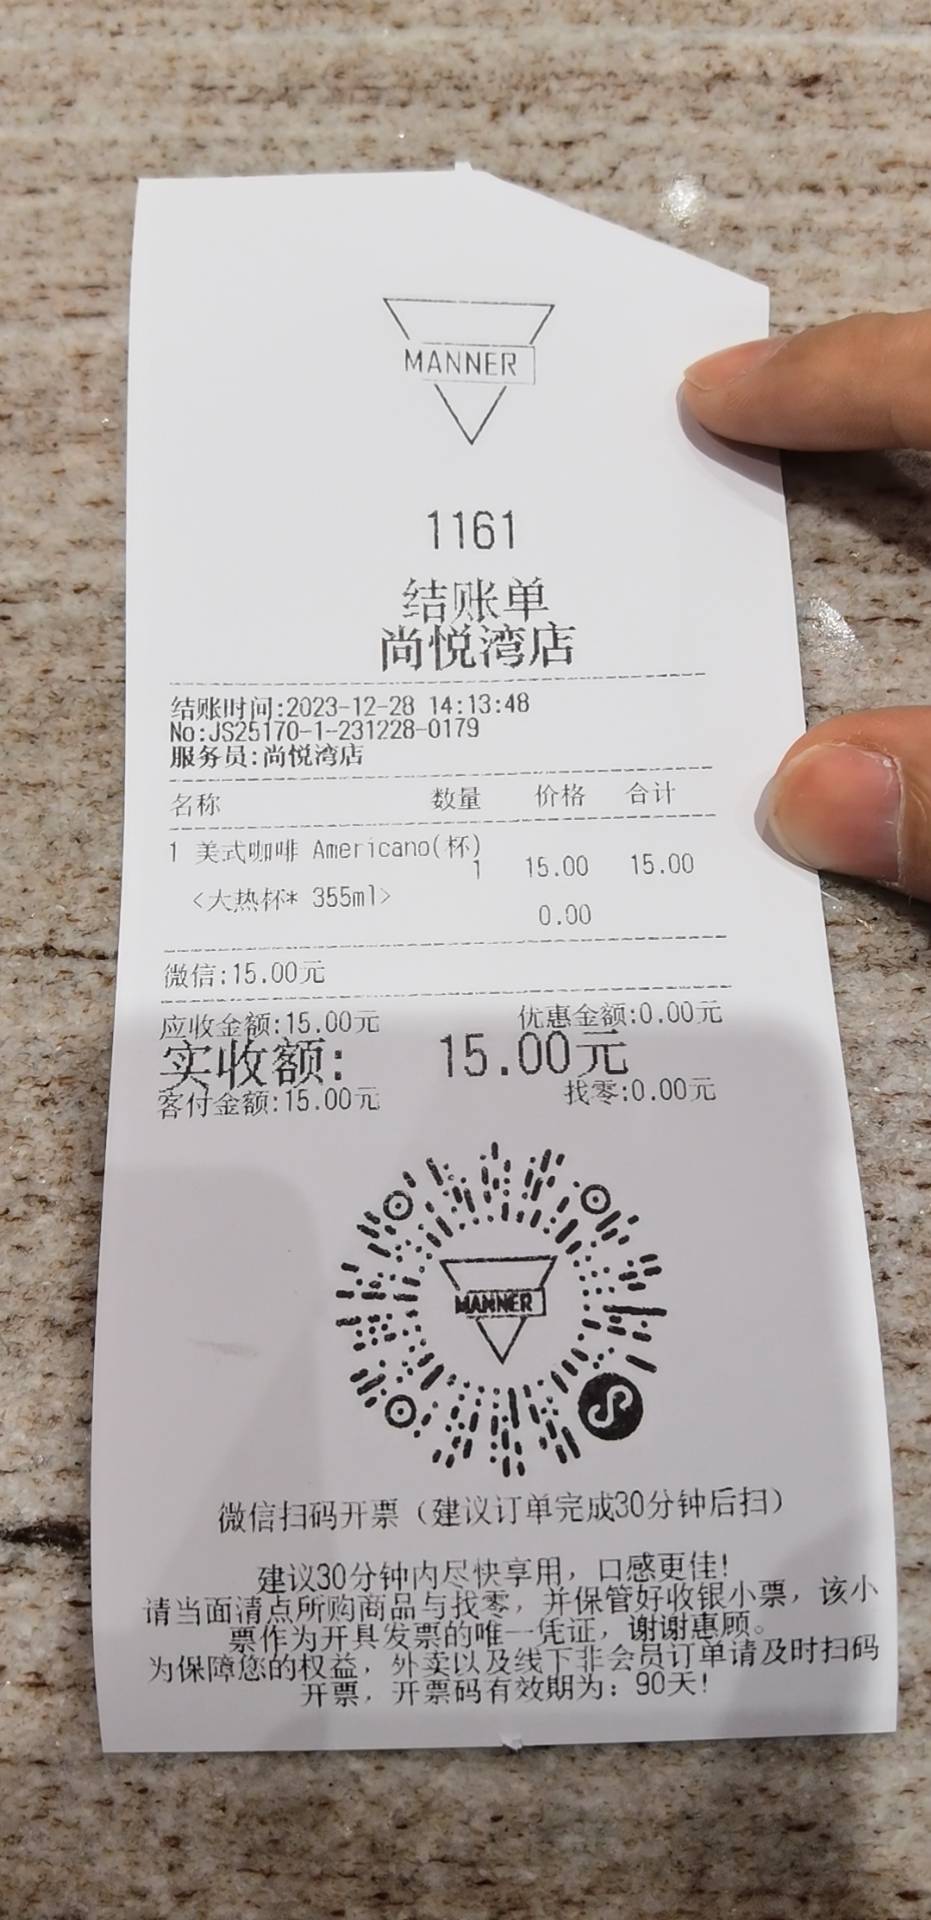 MANNER
1161
结账单
尚悦湾店
结账时间:2023-12-28 14:13:48
No:JS25170-1-231228-0179
服务员:尚悦湾店
名称 数量 价格 合计
1 美式咖啡 Americano(杯)
1 15.00 15.00
<大热杯* 355ml>
0.00
微信:15.00元
应收金额:15.00元 优惠金额:0.00元
实收额: 15.00元
客付金额:15.00元 找零:0.00元
MANNER
微信扫码开票（建议订单完成30分钟后扫）
建议30分钟内尽快享用，口感更佳!
请当面清点所购商品与找零，并保管好收银小票，该小
票作为开具发票的唯一凭证，谢谢惠顾。
为保障您的权益，外卖以及线下非会员订单请及时扫码
开票，开票码有效期为：90天!